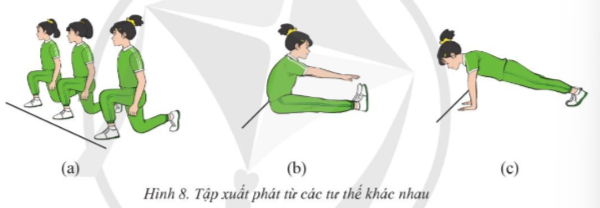 (a) (b) (c)
Hình 8. Tập xuất phát từ các tư thế khác nhau